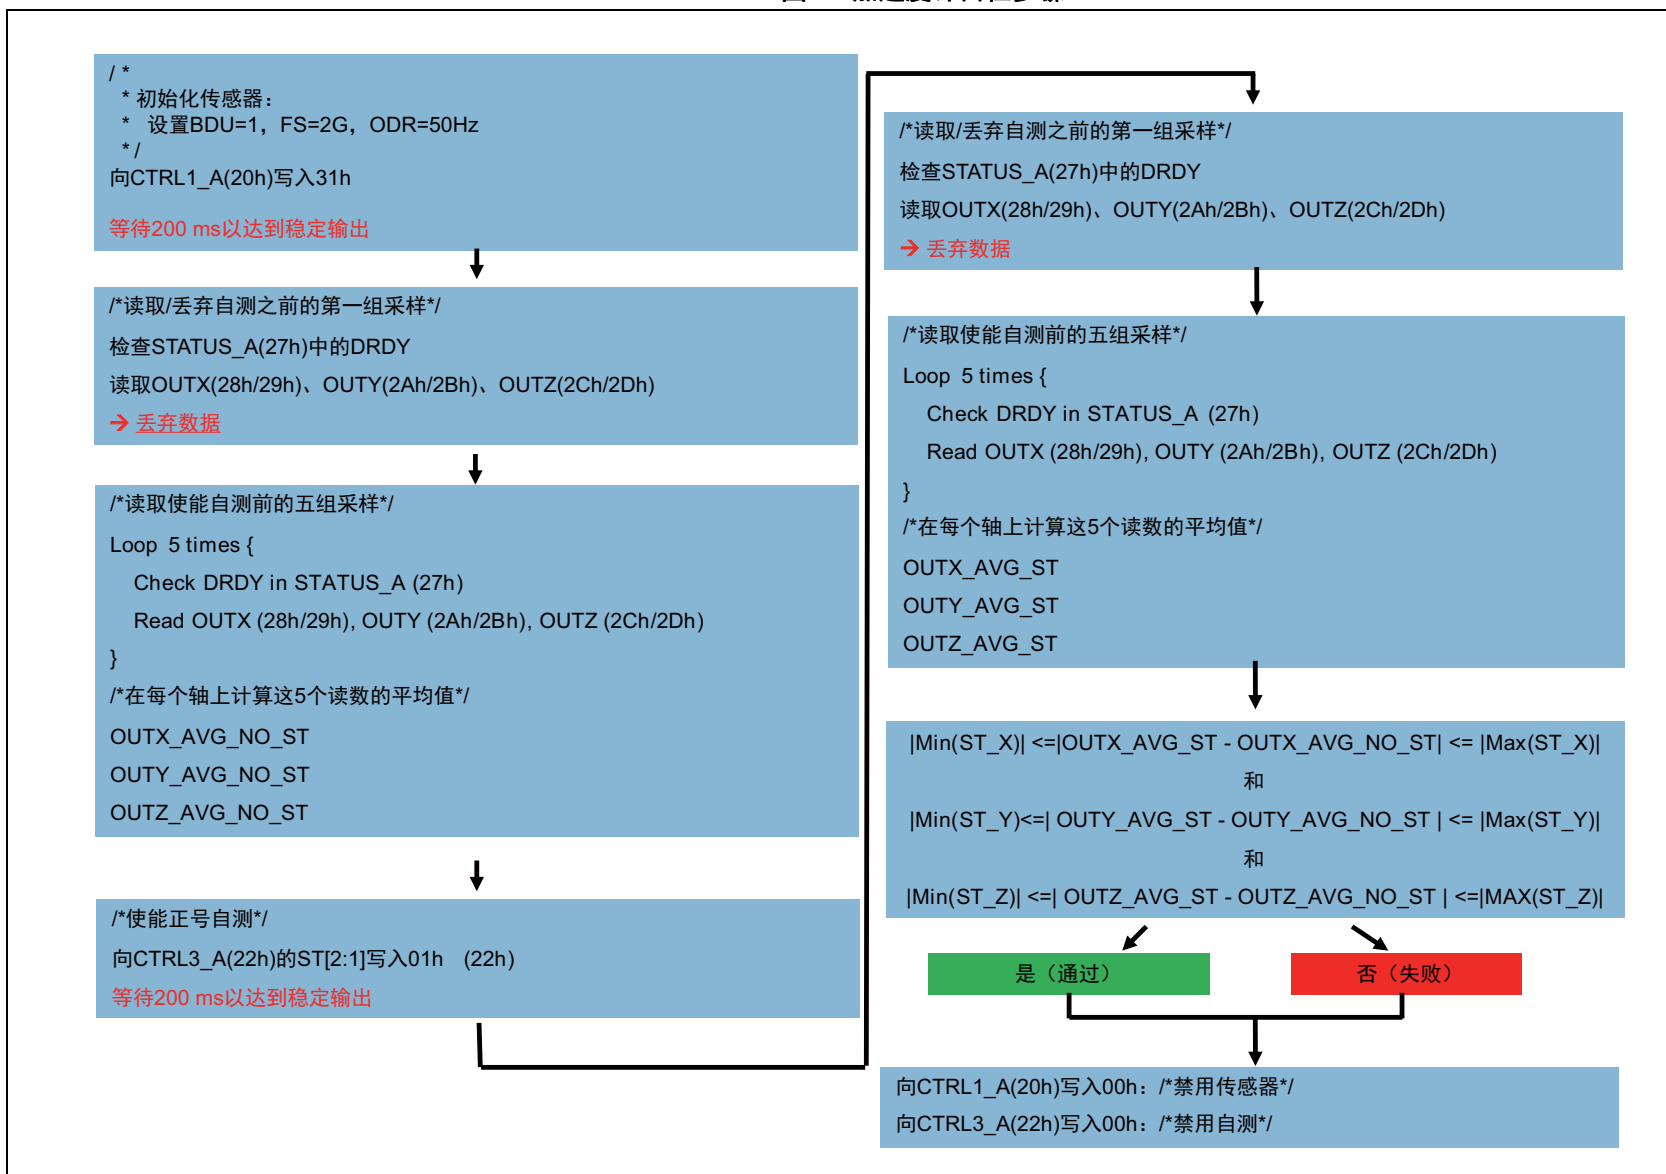 / *
* 初始化传感器：
* 设置BDU=1，FS=2G，ODR=50Hz
* /
向CTRL1_A(20h)写入31h
等待200 ms以达到稳定输出
/*读取/丢弃自测之前的第一组采样*/
检查STATUS_A(27h)中的DRDY
读取OUTX(28h/29h)、OUTY(2Ah/2Bh)、OUTZ(2Ch/2Dh)
→ 丢弃数据
/*读取使能自测前的五组采样*/
Loop 5 times {
Check DRDY in STATUS_A (27h)
Read OUTX (28h/29h), OUTY (2Ah/2Bh), OUTZ (2Ch/2Dh)
}
/*在每个轴上计算这5个读数的平均值*/
OUTX_AVG_NO_ST
OUTY_AVG_NO_ST
OUTZ_AVG_NO_ST
/*使能正号自测*/
向CTRL3_A(22h)的ST[2:1]写入01h (22h)
等待200 ms以达到稳定输出
/*读取/丢弃自测之前的第一组采样*/
检查STATUS_A(27h)中的DRDY
读取OUTX(28h/29h)、OUTY(2Ah/2Bh)、OUTZ(2Ch/2Dh)
→ 丢弃数据
/*读取使能自测前的五组采样*/
Loop 5 times {
Check DRDY in STATUS_A (27h)
Read OUTX (28h/29h), OUTY (2Ah/2Bh), OUTZ (2Ch/2Dh)
}
/*在每个轴上计算这5个读数的平均值*/
OUTX_AVG_ST
OUTY_AVG_ST
OUTZ_AVG_ST
|Min(ST_X)| <=|OUTX_AVG_ST - OUTX_AVG_NO_ST| <= |Max(ST_X)|
和
|Min(ST_Y)<=| OUTY_AVG_ST - OUTY_AVG_NO_ST | <= |Max(ST_Y)|
和
|Min(ST_Z)| <=| OUTZ_AVG_ST - OUTZ_AVG_NO_ST | <=|MAX(ST_Z)|
是（通过）
否（失败）
向CTRL1_A(20h)写入00h：/*禁用传感器*/
向CTRL3_A(22h)写入00h：/*禁用自测*/